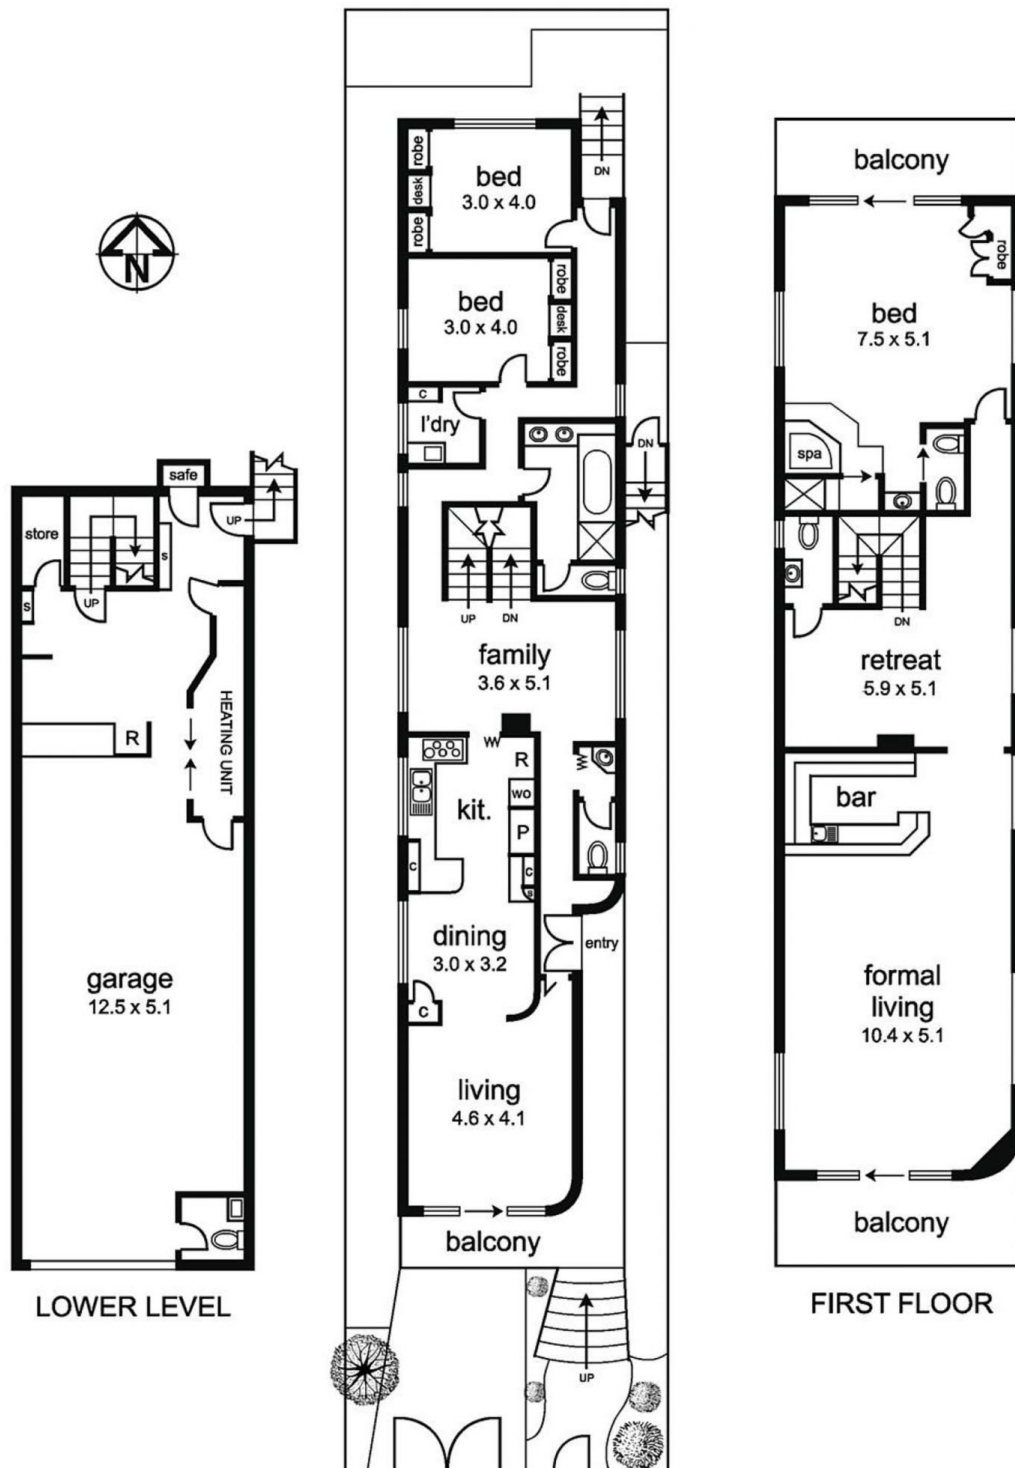 N
safe
store
UP
S
S
UP
R
HEATING UNIT
garage
12.5 x 5.1
LOWER LEVEL
robe
desk
robe
bed
3.0 x 4.0
DN
bed
3.0 x 4.0
robe
desk
robe
C
l'dry
DN
UP
DN
family
3.6 x 5.1
R
WO
kit.
P
C
C
S
dining
3.0 x 3.2
entry
C
living
4.6 x 4.1
balcony
UP
balcony
robe
bed
7.5 x 5.1
spa
DN
retreat
5.9 x 5.1
bar
formal
living
10.4 x 5.1
balcony
FIRST FLOOR